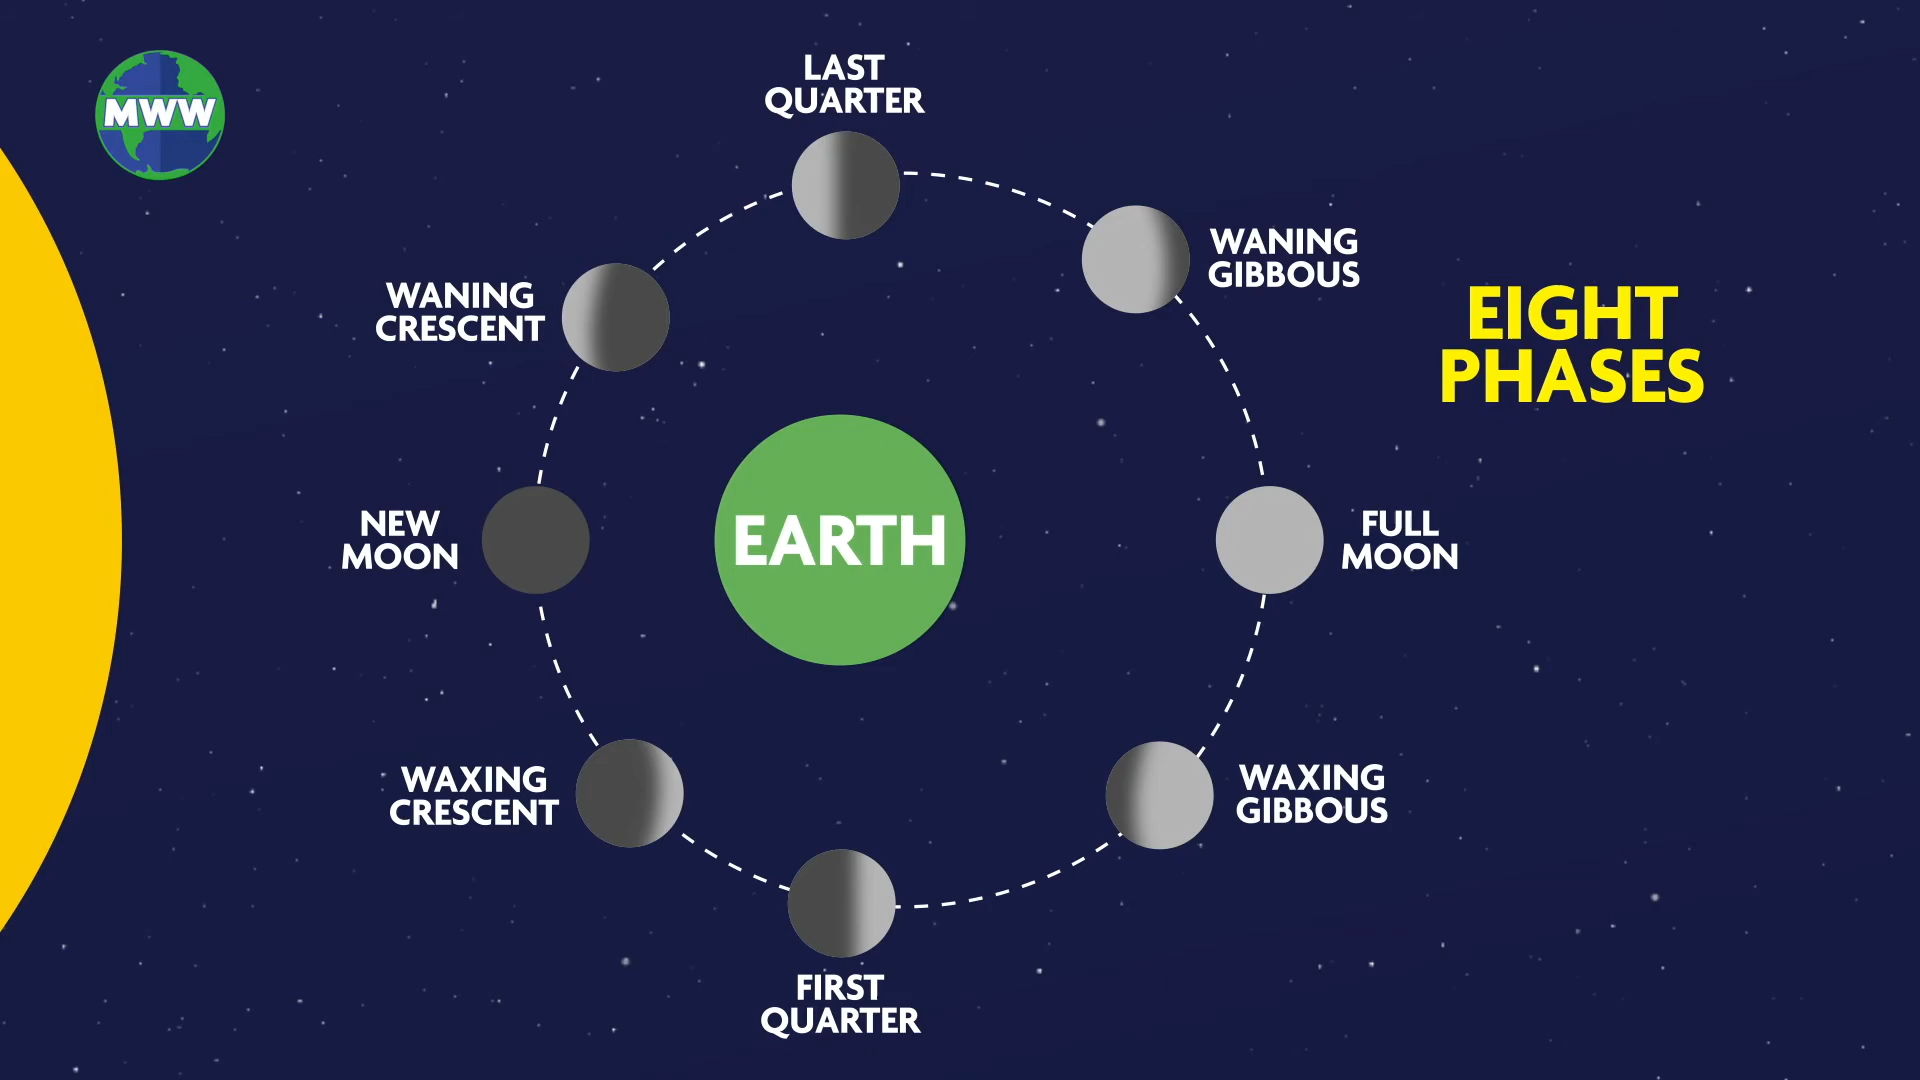 MWW
LAST
QUARTER
WANING
GIBBOUS
WANING
CRESCENT
EIGHT
PHASES
NEW
MOON
EARTH
FULL
MOON
WAXING
CRESCENT
WAXING
GIBBOUS
FIRST
QUARTER